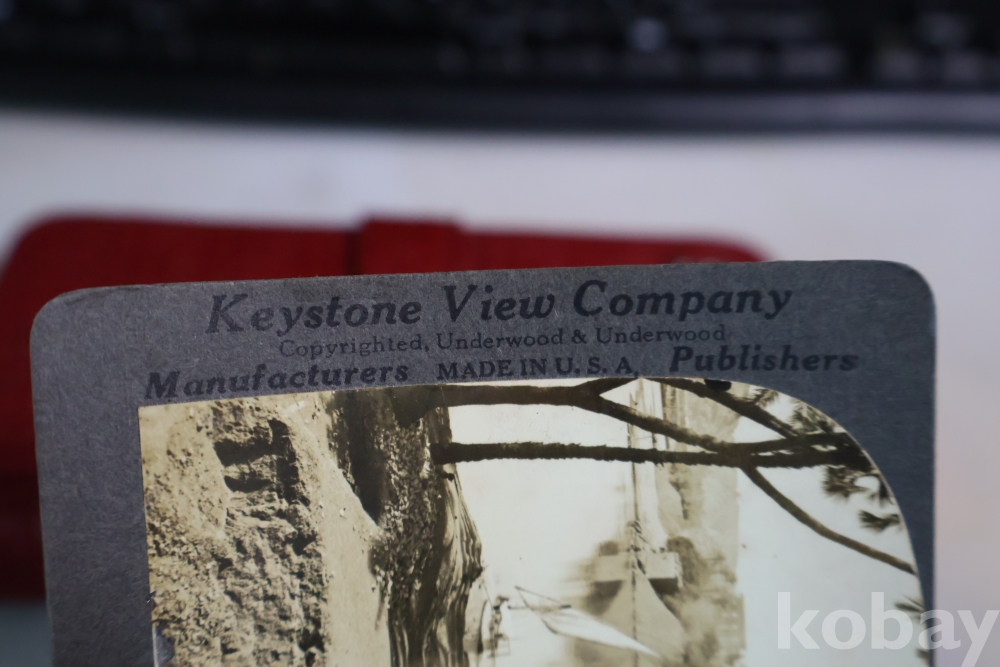 Keystone View Company
Copyrighted, Underwood & Underwood
Manufacturers MADE IN U.S.A. Publishers
kobay